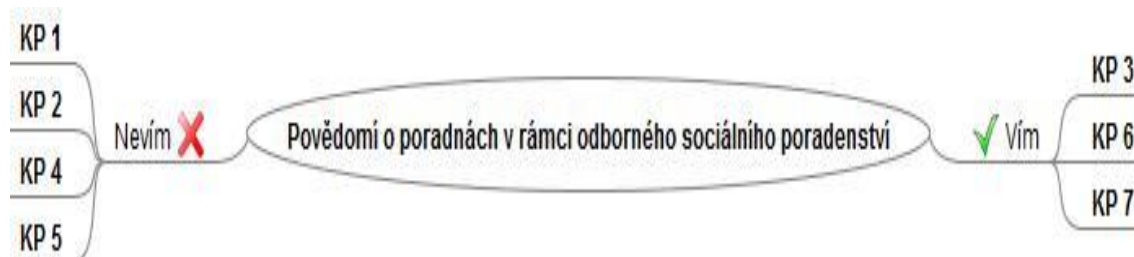 KP 1
KP 2
KP 4
KP 5
Nevím
Povědomí o poradnách v rámci odborného sociálního poradenství
Vím
KP 3
KP 6
KP 7